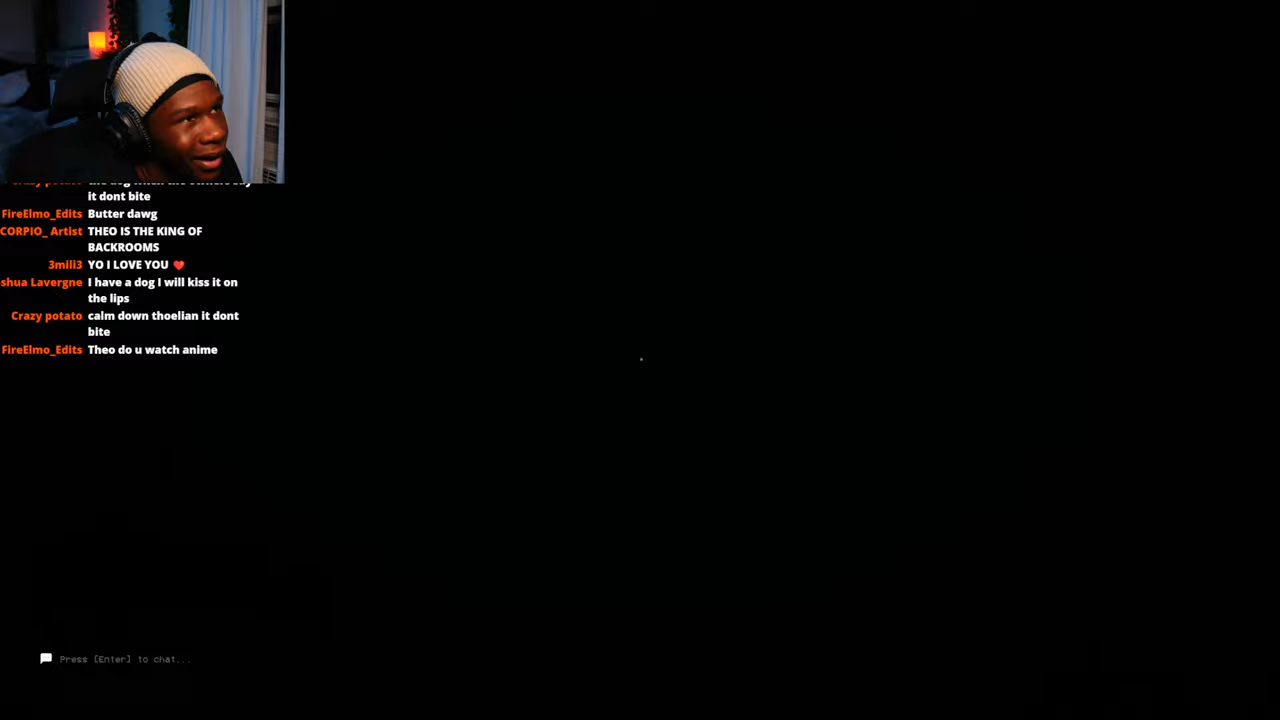 it dont bite
FireElmo_Edits Butter dawg
CORPIO_ Artist THEO IS THE KING OF
BACKROOMS
3mili3 YO I LOVE YOU ❤️
shua Lavergne I have a dog I will kiss it on
the lips
Crazy potato calm down thoelian it dont
bite
FireElmo_Edits Theo do u watch anime
Press [Enter] to chat...